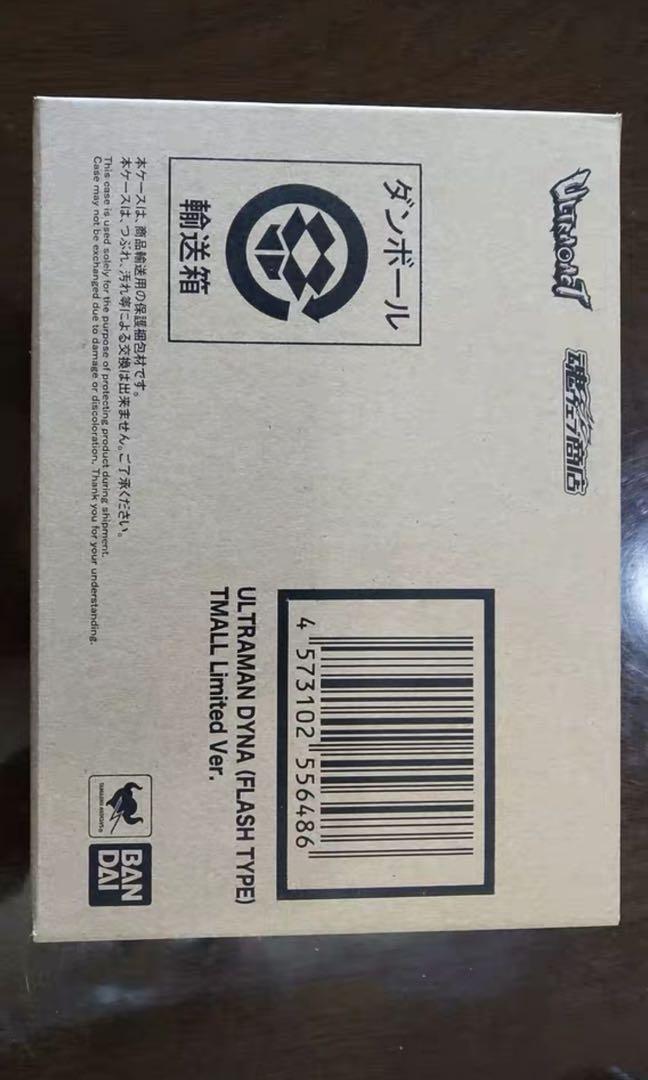 ULTRAMAN
魂ウェブ商店
ダンボール
輸送箱
本ケースは、商品輸送用の保護梱包材です。
本ケースは、つぶれ、汚れ等による交換は出来ません。ご了承ください。
This case is used solely for the purpose of protecting product during shipment.
Case may not be exchanged due to damage or discoloration. Thank you for your understanding.
4 573102 556486
ULTRAMAN DYNA (FLASH TYPE)
TMALL Limited Ver.
TAMASHII NATIONS
BAN
DAI